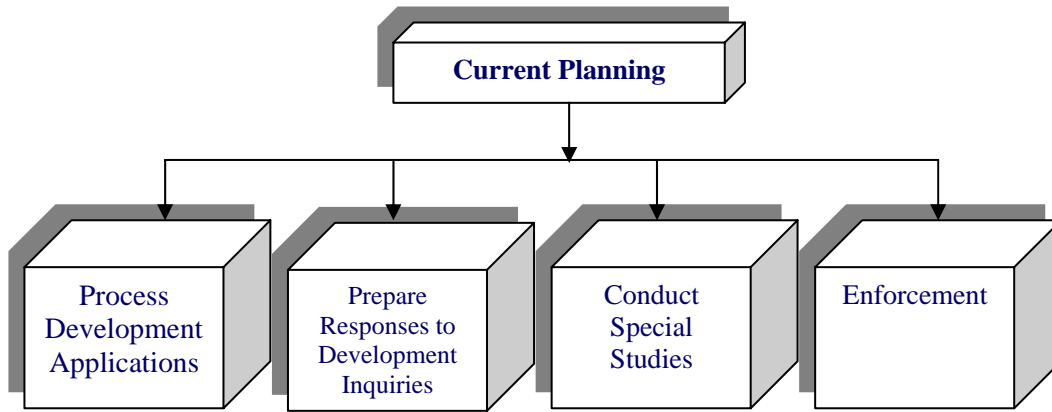 Current Planning
Process
Development
Applications
Prepare
Responses to
Development
Inquiries
Conduct
Special
Studies
Enforcement